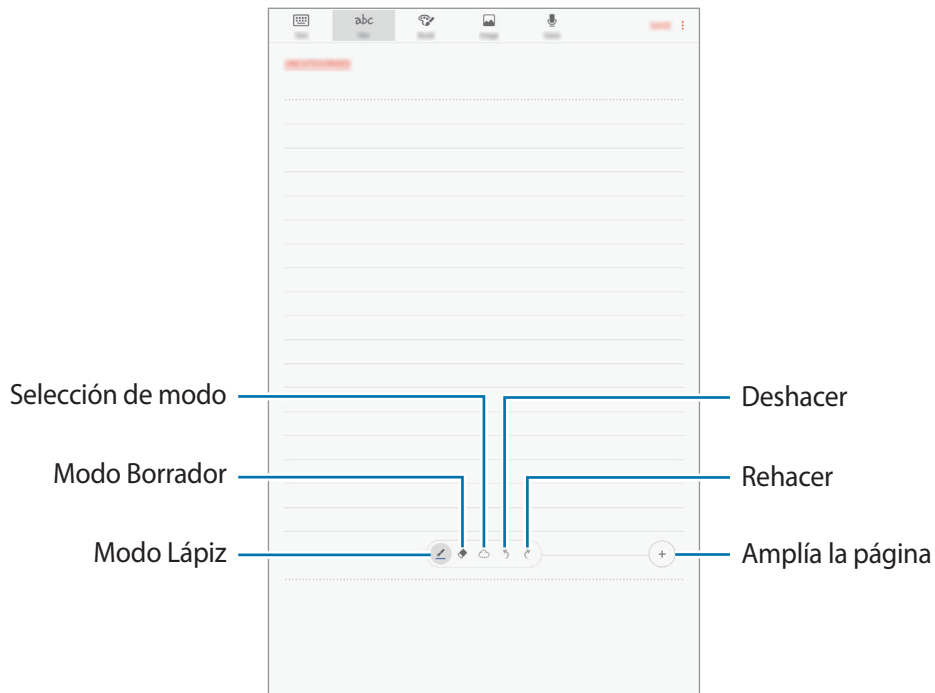 abc
Selección de modo
Deshacer
Modo Borrador
Rehacer
Modo Lápiz
Amplía la página